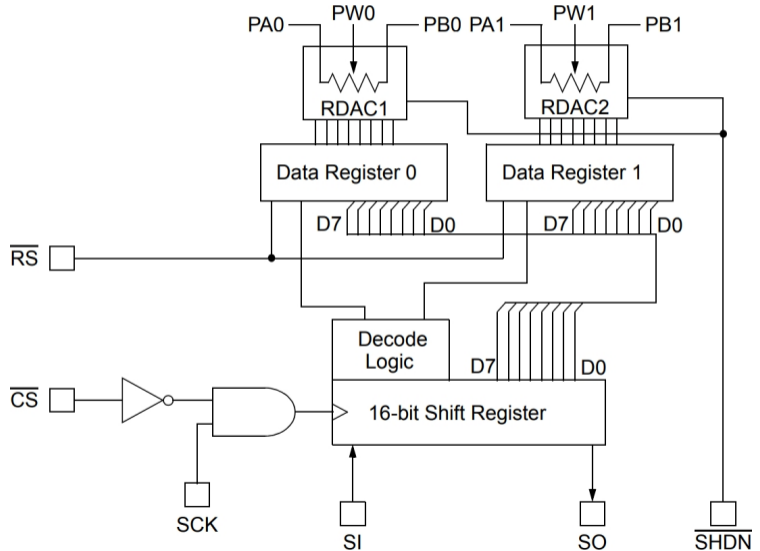 PA0 PW0 PB0 PA1 PW1 PB1
RDAC1 RDAC2
Data Register 0 Data Register 1
D7 D0 D7 D0
RS
Decode
Logic
D7 D0
CS
16-bit Shift Register
SCK
SI SO SHDN